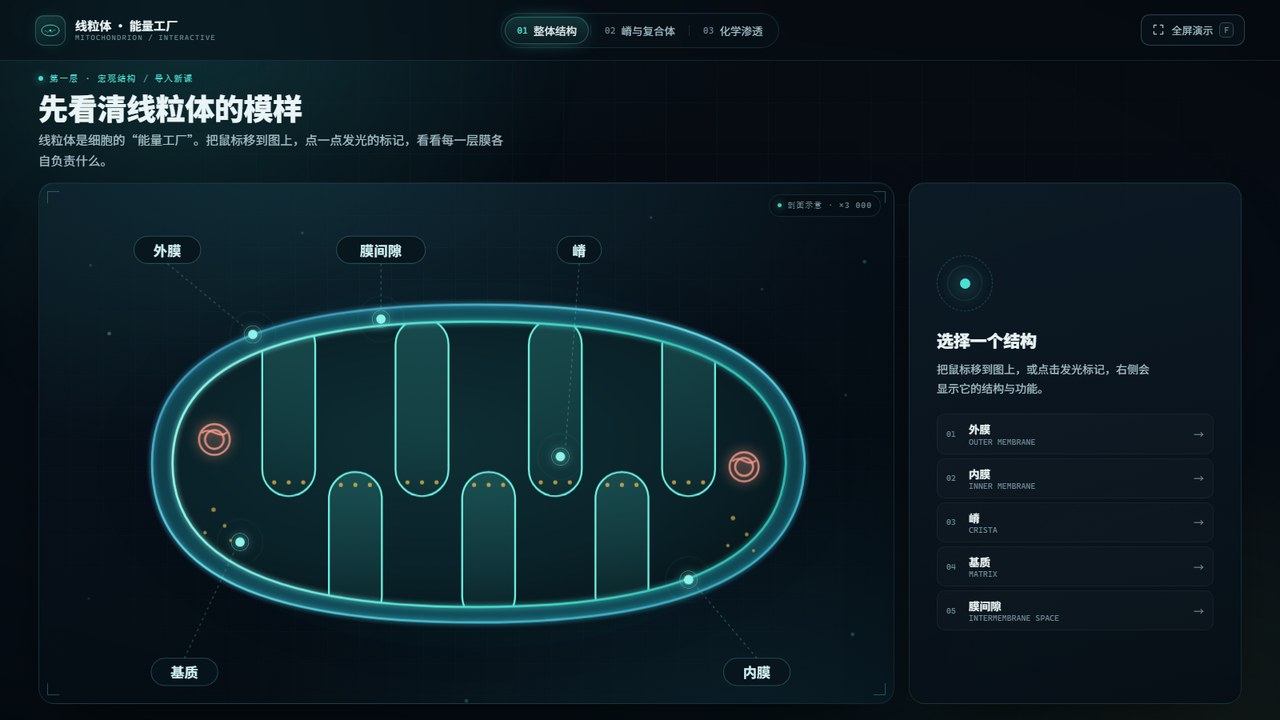 线粒体 · 能量工厂
MITOCHONDRION / INTERACTIVE
01 整体结构
02 嵴与复合体
03 化学渗透
全屏演示 F
第一层 · 宏观结构 / 导入新课
先看清线粒体的模样
线粒体是细胞的“能量工厂”。把鼠标移到图上，点一点发光的标记，看看每一层膜各
自负责什么。
剖面示意 · ×3 000
外膜
膜间隙
嵴
基质
内膜
选择一个结构
把鼠标移到图上，或点击发光标记，右侧会
显示它的结构与功能。
01 外膜 →
OUTER MEMBRANE
02 内膜 →
INNER MEMBRANE
03 嵴 →
CRISTA
04 基质 →
MATRIX
05 膜间隙 →
INTERMEMBRANE SPACE